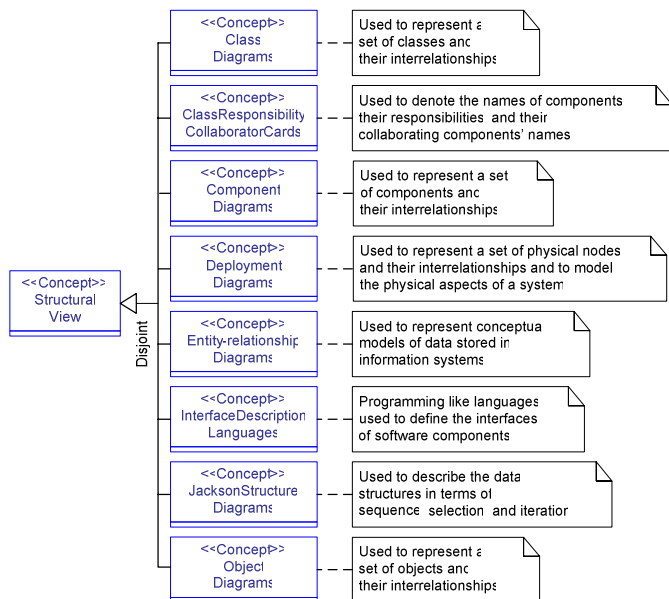 <<Concept>>
Class
Diagrams
Used to represent a
set of classes and
their interrelationships
<<Concept>>
ClassResponsibility
CollaboratorCards
Used to denote the names of components
their responsibilities and their
collaborating components' names
<<Concept>>
Component
Diagrams
Used to represent a set
of components and
their interrelationships
<<Concept>>
Structural
View
Disjoint
<<Concept>>
Deployment
Diagrams
Used to represent a set of physical nodes
and their interrelationships and to model
the physical aspects of a system
<<Concept>>
Entity-relationship
Diagrams
Used to represent conceptua
models of data stored in
information systems
<<Concept>>
InterfaceDescription
Languages
Programming like languages
used to define the interfaces
of software components
<<Concept>>
JacksonStructure
Diagrams
Used to describe the data
structures in terms of
sequence selection and iteration
<<Concept>>
Object
Diagrams
Used to represent a
set of objects and
their interrelationships